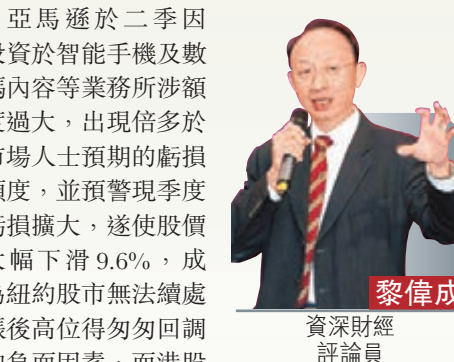 亞馬遜於二季因
投資於智能手機及數
碼內容等業務所涉額
度過大，出現倍多於
市場人士預期的虧損
額度，並預警現季度
虧損擴大，遂使股價
大幅下滑9.6%，成
為紐約股市無法續處
漲後高位得匆匆回調
的負面因素，而港股
黎偉成
資深財經
評論員